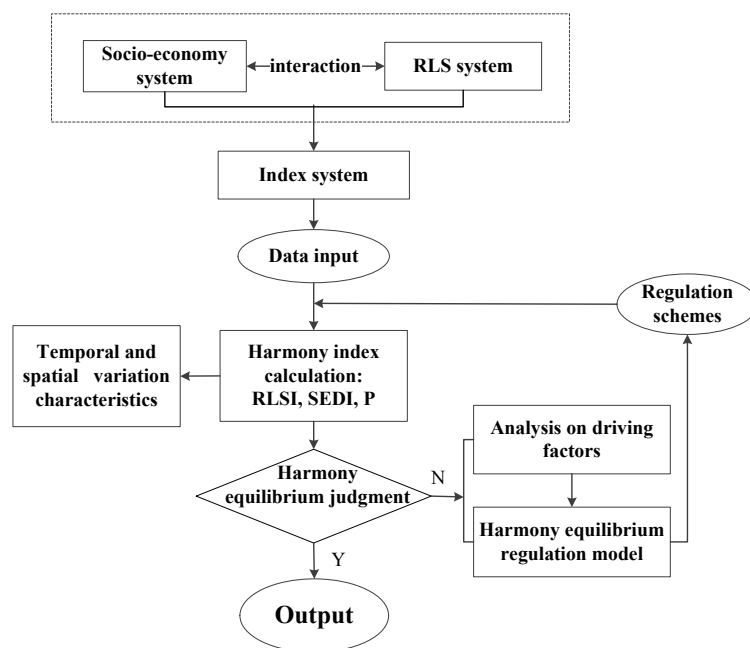 Socio-economy
system
interaction
RLS system
Index system
Data input
Regulation
schemes
Temporal and
spatial variation
characteristics
Harmony index
calculation:
RLSI, SEDI, P
Analysis on driving
factors
Harmony
equilibrium judgment
N
Harmony equilibrium
regulation model
Y
Output